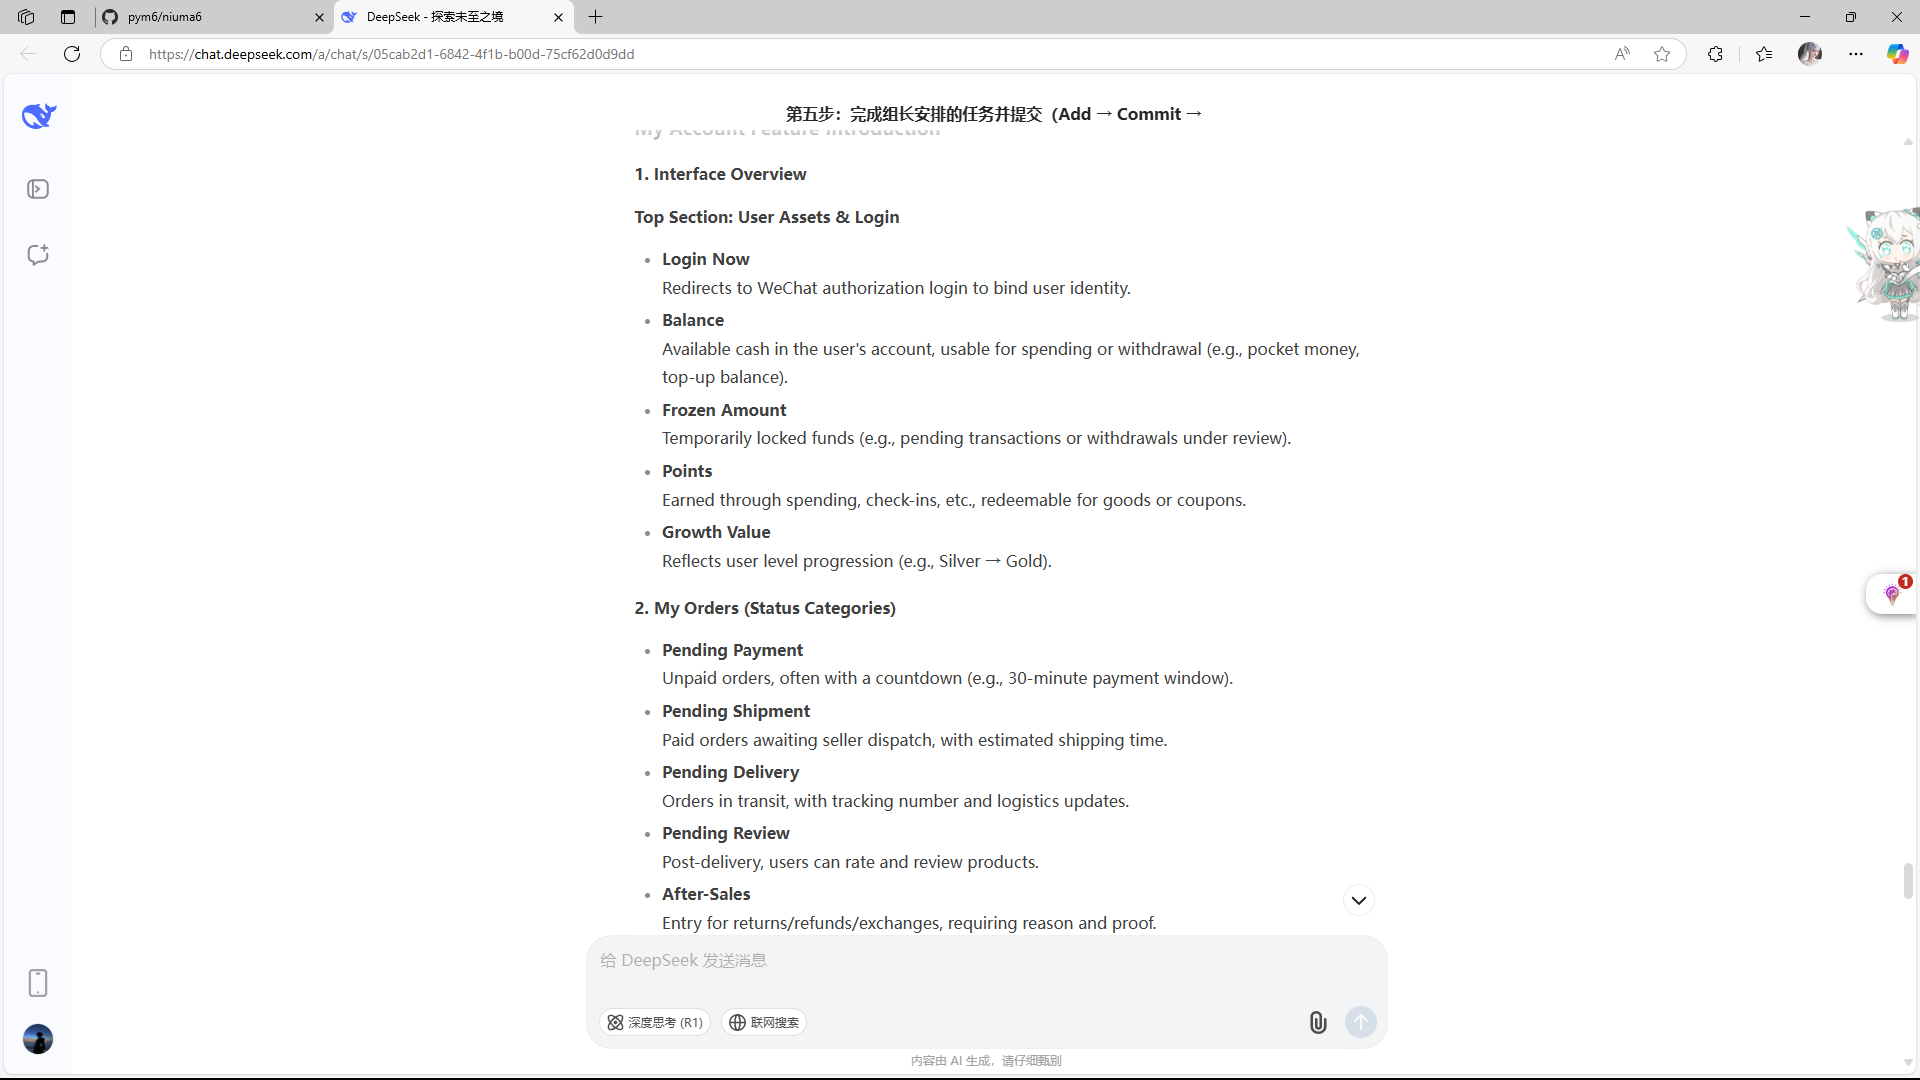 pym6/niuma6
DeepSeek - 探索未至之境
https://chat.deepseek.com/a/chat/s/05cab2d1-6842-4f1b-b00d-75cf62d0d9dd
第五步：完成组长安排的任务并提交（Add → Commit →
My Account Feature Introduction
1. Interface Overview
Top Section: User Assets & Login
Login Now
Redirects to WeChat authorization login to bind user identity.
Balance
Available cash in the user's account, usable for spending or withdrawal (e.g., pocket money,
top-up balance).
Frozen Amount
Temporarily locked funds (e.g., pending transactions or withdrawals under review).
Points
Earned through spending, check-ins, etc., redeemable for goods or coupons.
Growth Value
Reflects user level progression (e.g., Silver → Gold).
1
2. My Orders (Status Categories)
Pending Payment
Unpaid orders, often with a countdown (e.g., 30-minute payment window).
Pending Shipment
Paid orders awaiting seller dispatch, with estimated shipping time.
Pending Delivery
Orders in transit, with tracking number and logistics updates.
Pending Review
Post-delivery, users can rate and review products.
After-Sales
Entry for returns/refunds/exchanges, requiring reason and proof.
给 DeepSeek 发送消息
深度思考 (R1)
联网搜索
内容由 AI 生成，请仔细甄别